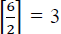 ⌈6/2⌉ = 3